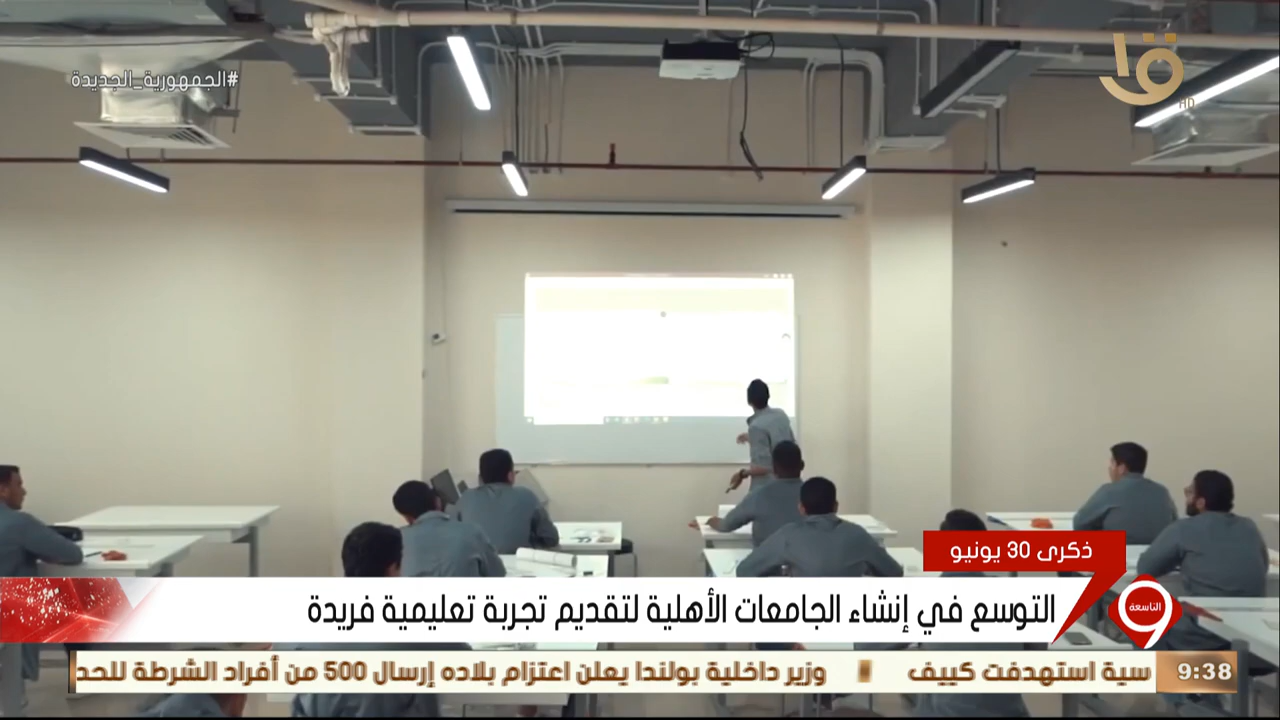 #الجمهورية_الجديدة
HD
ذكرى 30 يونيو
التوسع في إنشاء الجامعات الأهلية لتقديم تجربة تعليمية فريدة
التاسعة
9:38
سية استهدفت كييف
وزير داخلية بولندا يعلن اعتزام بلاده إرسال 500 من أفراد الشرطة للحد